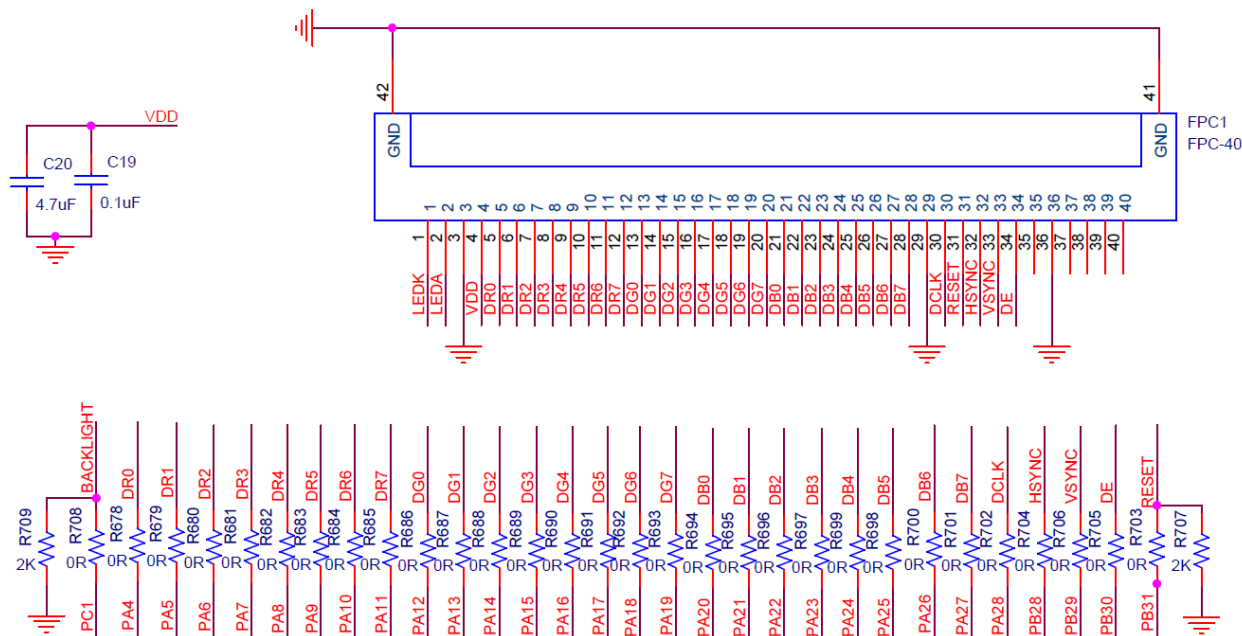 42
41
VDD
GND
GND
FPC1
FPC-40
C20
C19
4.7uF
0.1uF
1 2 3 4 5 6 7 8 9 10 11 12 13 14 15 16 17 18 19 20 21 22 23 24 25 26 27 28 29 30 31 32 33 34 35 36 37 38 39 40
1 2 3 4 5 6 7 8 9 10 11 12 13 14 15 16 17 18 19 20 21 22 23 24 25 26 27 28 29 30 31 32 33 34 35 36 37 38 39 40
LEDK LEDA VDD DR0 DR1 DR2 DR3 DR4 DR5 DR6 DR7 DG0 DG1 DG2 DG3 DG4 DG5 DG6 DG7 DB0 DB1 DB2 DB3 DB4 DB5 DB6 DB7 DCLK RESET HSYNC VSYNC DE
BACKLIGHT DR0 DR1 DR2 DR3 DR4 DR5 DR6 DR7 DG0 DG1 DG2 DG3 DG4 DG5 DG6 DG7 DB0 DB1 DB2 DB3 DB4 DB5 DB6 DB7 DCLK HSYNC VSYNC DE RESET
R709 R708 R678 R679 R680 R681 R682 R683 R684 R685 R686 R687 R688 R689 R690 R691 R692 R693 R694 R695 R696 R697 R699 R698 R700 R701 R702 R704 R706 R705 R703 R707
2K 0R 0R 0R 0R 0R 0R 0R 0R 0R 0R 0R 0R 0R 0R 0R 0R 0R 0R 0R 0R 0R 0R 0R 0R 0R 0R 0R 0R 0R 0R 2K
PC1 PA4 PA5 PA6 PA7 PA8 PA9 PA10 PA11 PA12 PA13 PA14 PA15 PA16 PA17 PA18 PA19 PA20 PA21 PA22 PA23 PA24 PA25 PA26 PA27 PA28 PB28 PB29 PB30 PB31